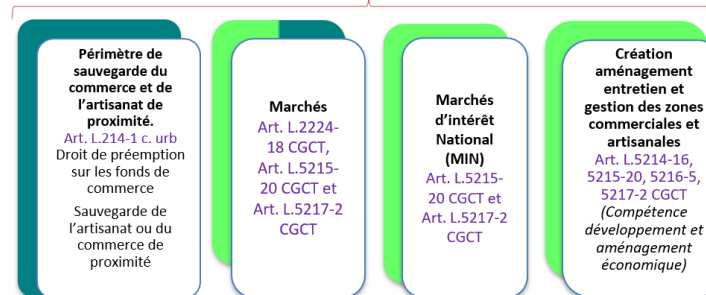 Périmètre de
sauvegarde du
commerce et de
l'artisanat de
proximité.
Art. L.214-1 c. urb
Droit de préemption
sur les fonds de
commerce
Sauvegarde de
l'artisanat ou du
commerce de
proximité
Marchés
Art. L.2224-
18 CGCT,
Art. L.5215-
20 CGCT et
Art. L.5217-2
CGCT
Marchés
d'intérêt
National
(MIN)
Art. L.5215-
20 CGCT et
Art. L.5217-2
CGCT
Création
aménagement
entretien et
gestion des zones
commerciales et
artisanales
Art. L.5214-16,
5215-20, 5216-5,
5217-2 CGCT
(Compétence
développement et
aménagement
économique)